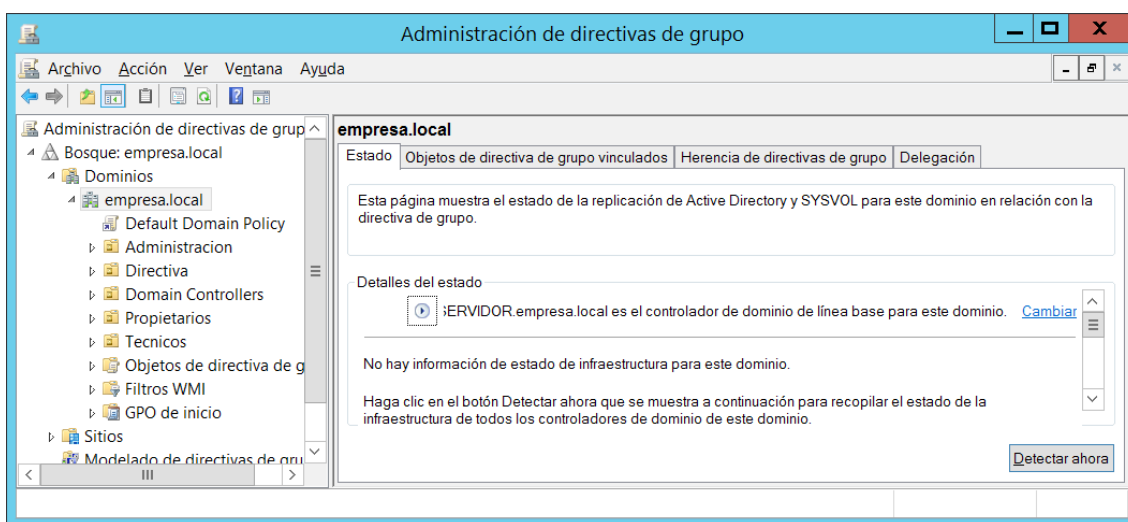 Administración de directivas de grupo
Archivo Acción Ver Ventana Ayuda
Administración de directivas de grup
Bosque: empresa.local
Dominios
empresa.local
Default Domain Policy
Administracion
Directiva
Domain Controllers
Propietarios
Tecnicos
Objetos de directiva de g
Filtros WMI
GPO de inicio
Sitios
Modelado de directivas de gru
empresa.local
Estado Objetos de directiva de grupo vinculados Herencia de directivas de grupo Delegación
Esta página muestra el estado de la replicación de Active Directory y SYSVOL para este dominio en relación con la
directiva de grupo.
Detalles del estado
SERVIDOR.empresa.local es el controlador de dominio de línea base para este dominio. Cambiar
No hay información de estado de infraestructura para este dominio.
Haga clic en el botón Detectar ahora que se muestra a continuación para recopilar el estado de la
infraestructura de todos los controladores de dominio de este dominio.
Detectar ahora